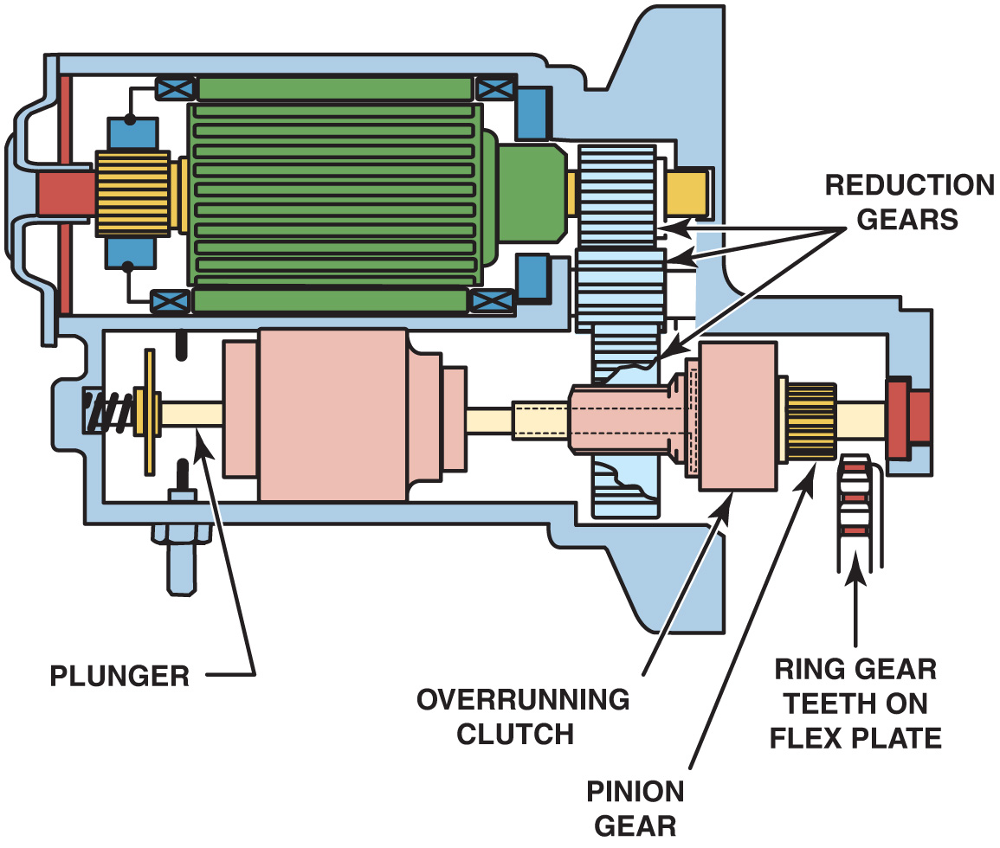 REDUCTION
GEARS
PLUNGER
OVERRUNNING
CLUTCH
PINION
GEAR
RING GEAR
TEETH ON
FLEX PLATE